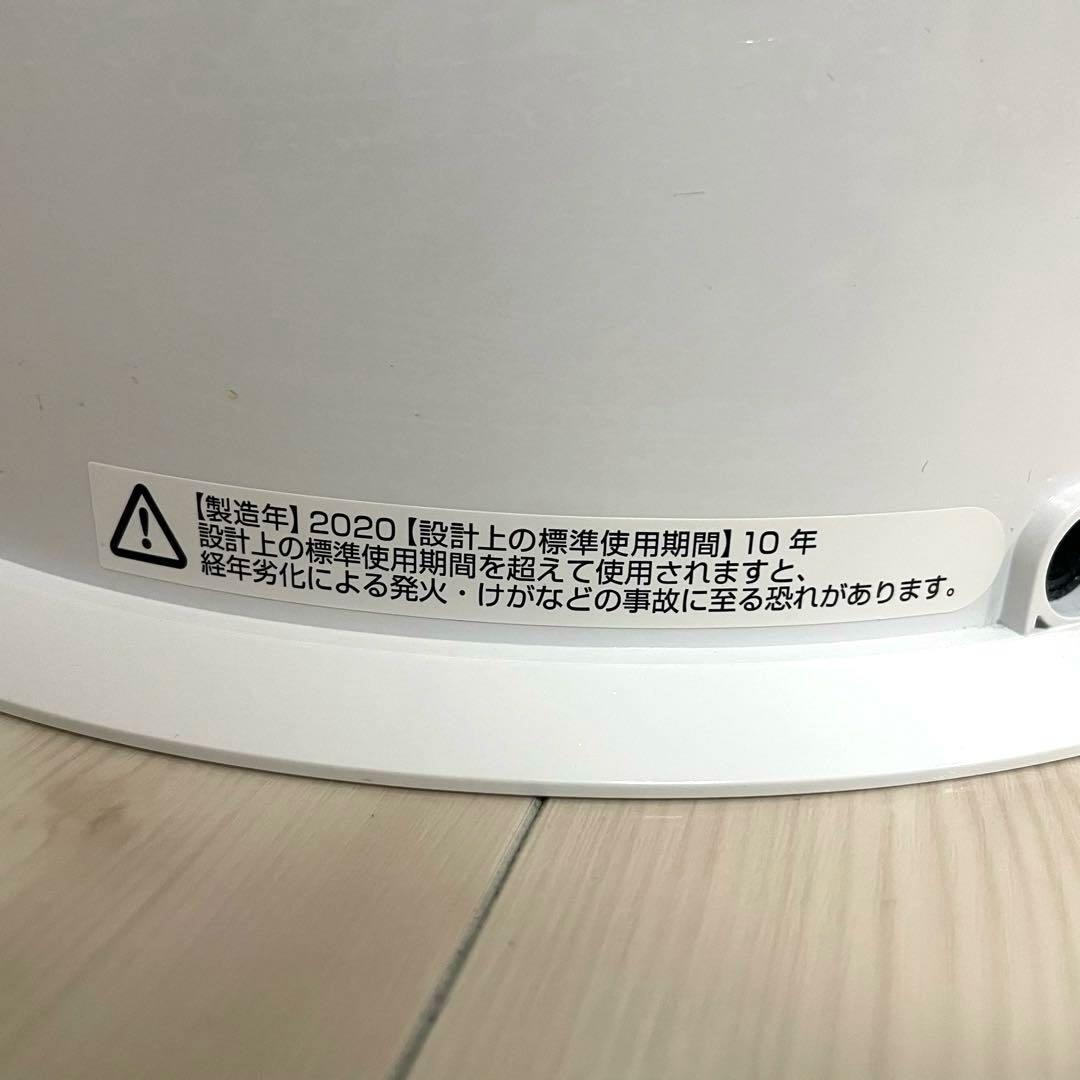 【製造年】2020【設計上の標準使用期間】10 年
設計上の標準使用期間を超えて使用されますと、
経年劣化による発火・けがなどの事故に至る恐れがあります。